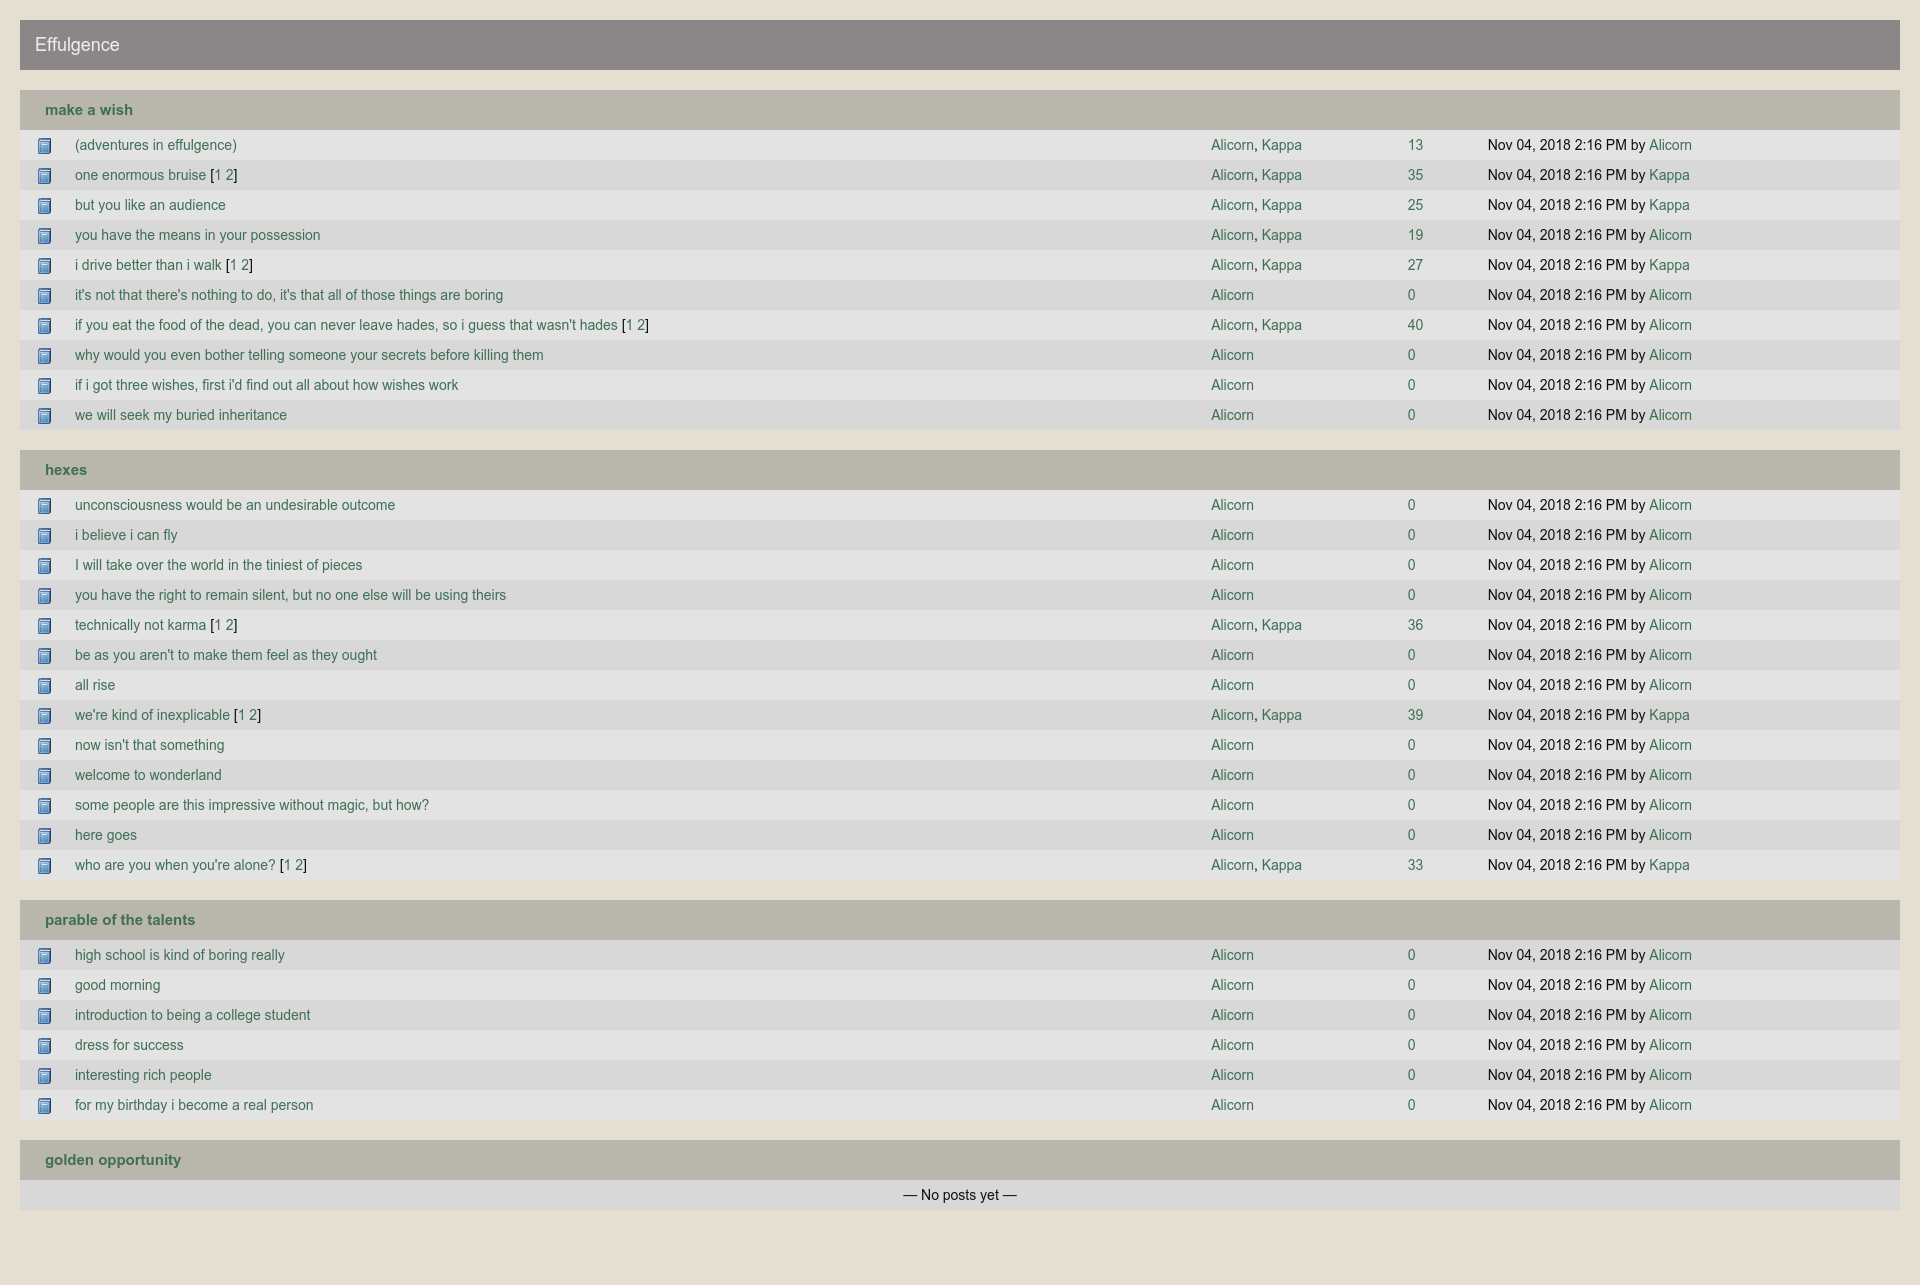 Effulgence
make a wish
(adventures in effulgence) Alicorn, Kappa 13 Nov 04, 2018 2:16 PM by Alicorn
one enormous bruise [1 2] Alicorn, Kappa 35 Nov 04, 2018 2:16 PM by Kappa
but you like an audience Alicorn, Kappa 25 Nov 04, 2018 2:16 PM by Kappa
you have the means in your possession Alicorn, Kappa 19 Nov 04, 2018 2:16 PM by Alicorn
i drive better than i walk [1 2] Alicorn, Kappa 27 Nov 04, 2018 2:16 PM by Kappa
it's not that there's nothing to do, it's that all of those things are boring Alicorn 0 Nov 04, 2018 2:16 PM by Alicorn
if you eat the food of the dead, you can never leave hades, so i guess that wasn't hades [1 2] Alicorn, Kappa 40 Nov 04, 2018 2:16 PM by Alicorn
why would you even bother telling someone your secrets before killing them Alicorn 0 Nov 04, 2018 2:16 PM by Alicorn
if i got three wishes, first i'd find out all about how wishes work Alicorn 0 Nov 04, 2018 2:16 PM by Alicorn
we will seek my buried inheritance Alicorn 0 Nov 04, 2018 2:16 PM by Alicorn
hexes
unconsciousness would be an undesirable outcome Alicorn 0 Nov 04, 2018 2:16 PM by Alicorn
i believe i can fly Alicorn 0 Nov 04, 2018 2:16 PM by Alicorn
I will take over the world in the tiniest of pieces Alicorn 0 Nov 04, 2018 2:16 PM by Alicorn
you have the right to remain silent, but no one else will be using theirs Alicorn 0 Nov 04, 2018 2:16 PM by Alicorn
technically not karma [1 2] Alicorn, Kappa 36 Nov 04, 2018 2:16 PM by Alicorn
be as you aren't to make them feel as they ought Alicorn 0 Nov 04, 2018 2:16 PM by Alicorn
all rise Alicorn 0 Nov 04, 2018 2:16 PM by Alicorn
we're kind of inexplicable [1 2] Alicorn, Kappa 39 Nov 04, 2018 2:16 PM by Kappa
now isn't that something Alicorn 0 Nov 04, 2018 2:16 PM by Alicorn
welcome to wonderland Alicorn 0 Nov 04, 2018 2:16 PM by Alicorn
some people are this impressive without magic, but how? Alicorn 0 Nov 04, 2018 2:16 PM by Alicorn
here goes Alicorn 0 Nov 04, 2018 2:16 PM by Alicorn
who are you when you're alone? [1 2] Alicorn, Kappa 33 Nov 04, 2018 2:16 PM by Kappa
parable of the talents
high school is kind of boring really Alicorn 0 Nov 04, 2018 2:16 PM by Alicorn
good morning Alicorn 0 Nov 04, 2018 2:16 PM by Alicorn
introduction to being a college student Alicorn 0 Nov 04, 2018 2:16 PM by Alicorn
dress for success Alicorn 0 Nov 04, 2018 2:16 PM by Alicorn
interesting rich people Alicorn 0 Nov 04, 2018 2:16 PM by Alicorn
for my birthday i become a real person Alicorn 0 Nov 04, 2018 2:16 PM by Alicorn
golden opportunity
— No posts yet —